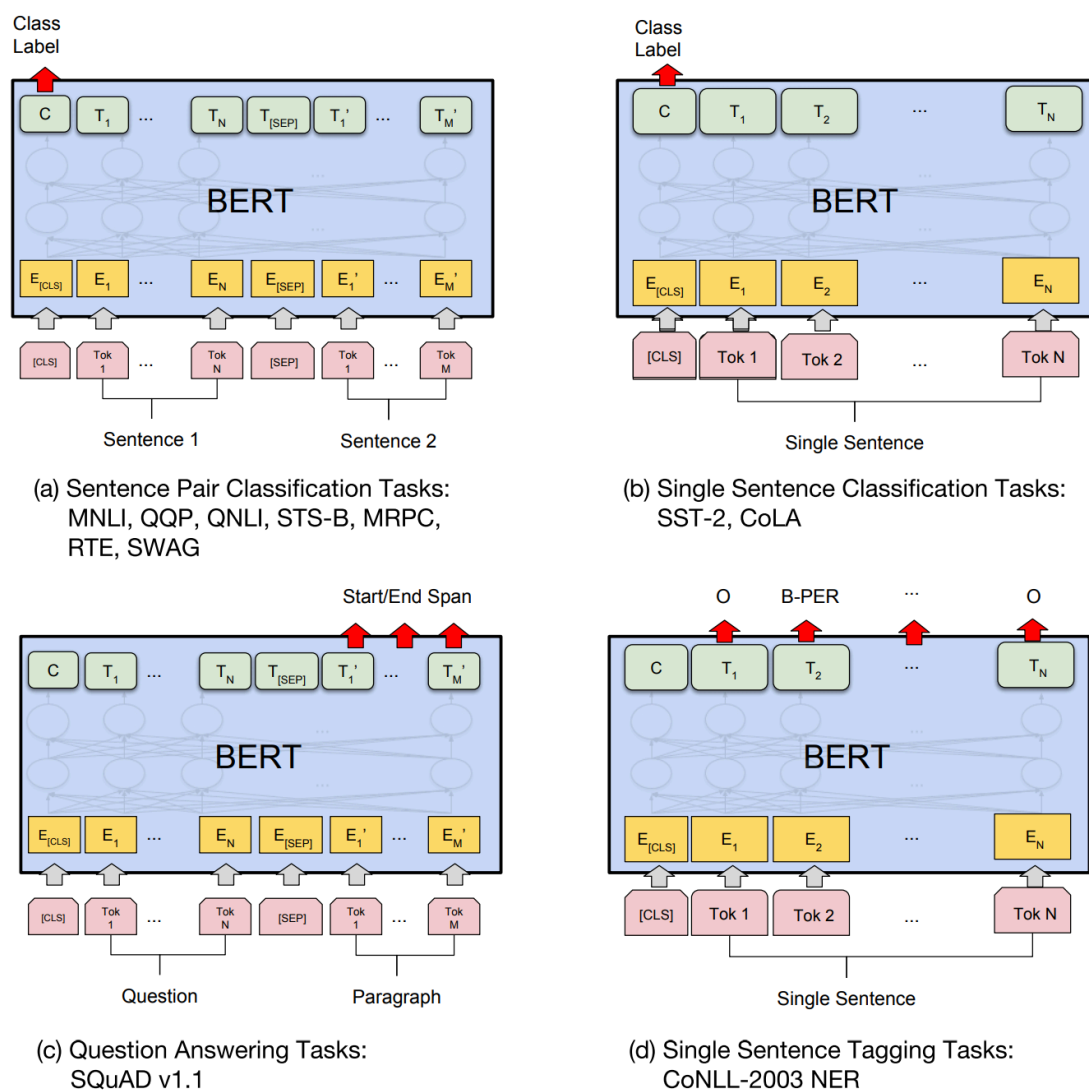 Class
Label
C T1 ... TN T[SEP] T1' ... TM'
...
BERT
...
E[CLS] E1 ... EN E[SEP] E1' ... EM'
[CLS] Tok 1 ... Tok N [SEP] Tok 1 ... Tok M
Sentence 1 Sentence 2
(a) Sentence Pair Classification Tasks:
MNLI, QQP, QNLI, STS-B, MRPC,
RTE, SWAG
Class
Label
C T1 T2 ... TN
...
BERT
...
E[CLS] E1 E2 ... EN
[CLS] Tok 1 Tok 2 ... Tok N
Single Sentence
(b) Single Sentence Classification Tasks:
SST-2, CoLA
Start/End Span
C T1 ... TN T[SEP] T1' ... TM'
...
BERT
...
E[CLS] E1 ... EN E[SEP] E1' ... EM'
[CLS] Tok 1 ... Tok N [SEP] Tok 1 ... Tok M
Question Paragraph
(c) Question Answering Tasks:
SQuAD v1.1
O B-PER ... O
C T1 T2 ... TN
...
BERT
...
E[CLS] E1 E2 ... EN
[CLS] Tok 1 Tok 2 ... Tok N
Single Sentence
(d) Single Sentence Tagging Tasks:
CoNLL-2003 NER